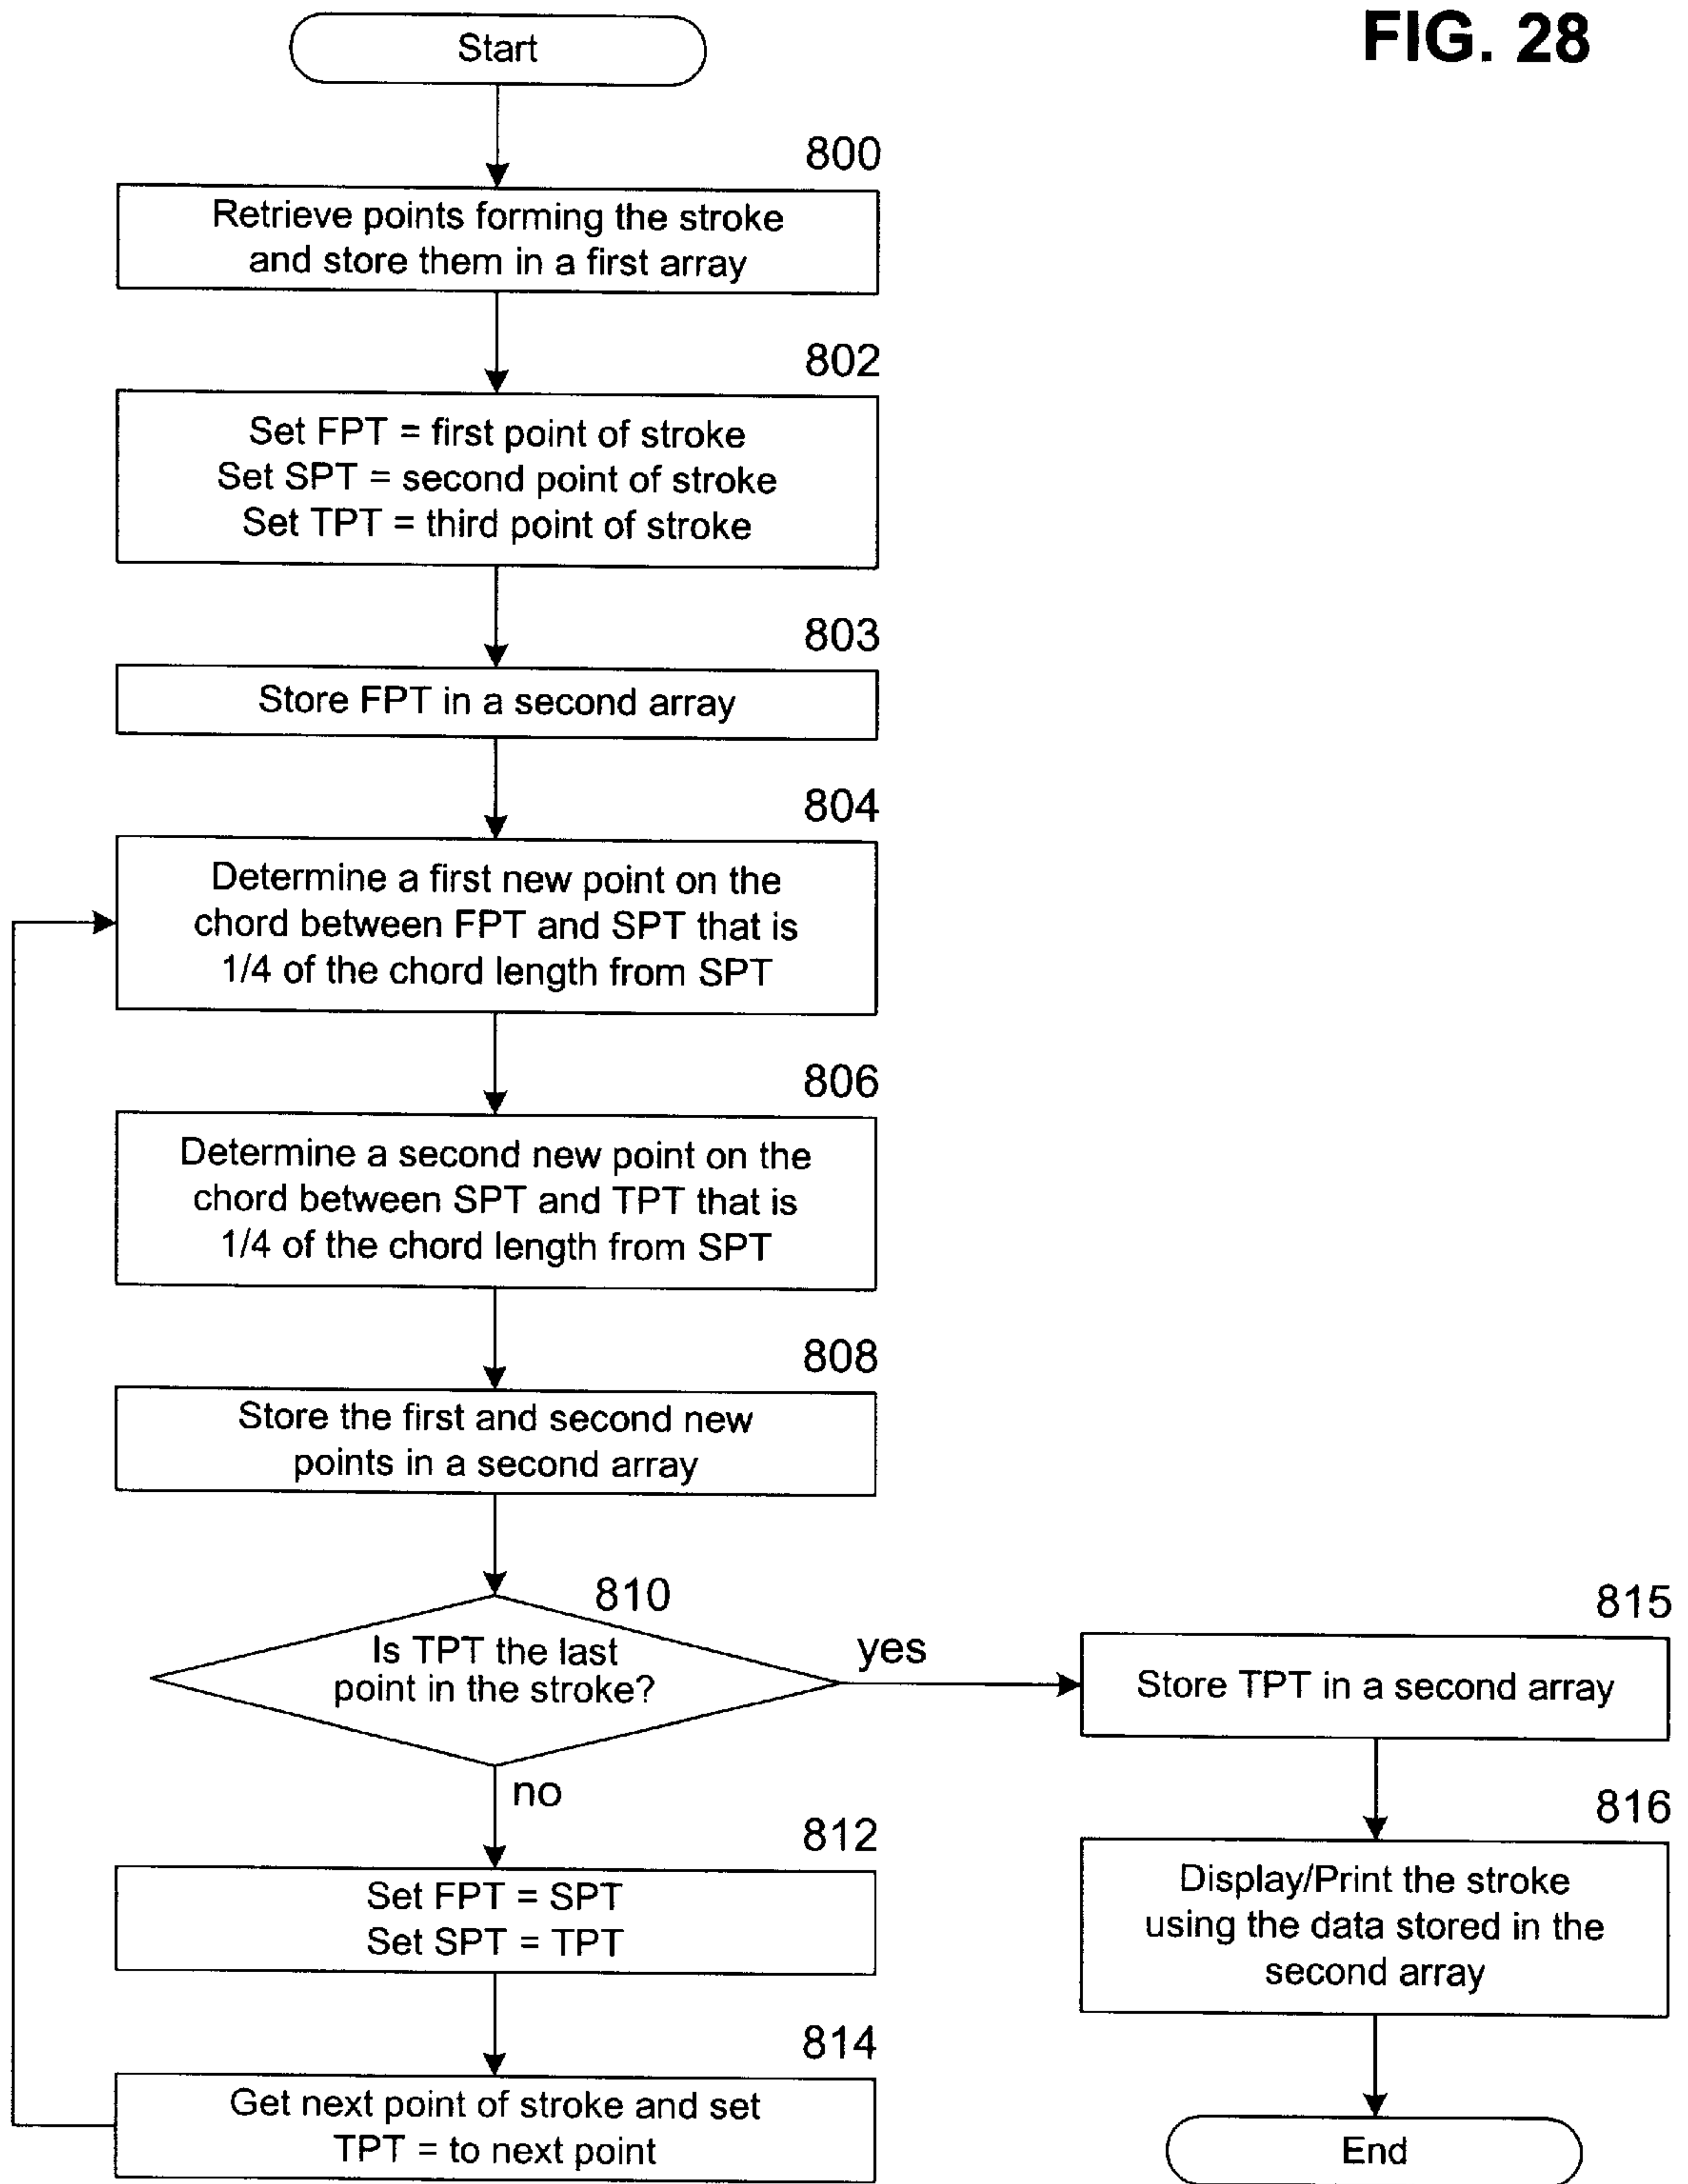 FIG. 28
Start
800
Retrieve points forming the stroke
and store them in a first array
802
Set FPT = first point of stroke
Set SPT = second point of stroke
Set TPT = third point of stroke
803
Store FPT in a second array
804
Determine a first new point on the
chord between FPT and SPT that is
1/4 of the chord length from SPT
806
Determine a second new point on the
chord between SPT and TPT that is
1/4 of the chord length from SPT
808
Store the first and second new
points in a second array
810
Is TPT the last
point in the stroke?
yes
no
812
Set FPT = SPT
Set SPT = TPT
814
Get next point of stroke and set
TPT = to next point
815
Store TPT in a second array
816
Display/Print the stroke
using the data stored in the
second array
End